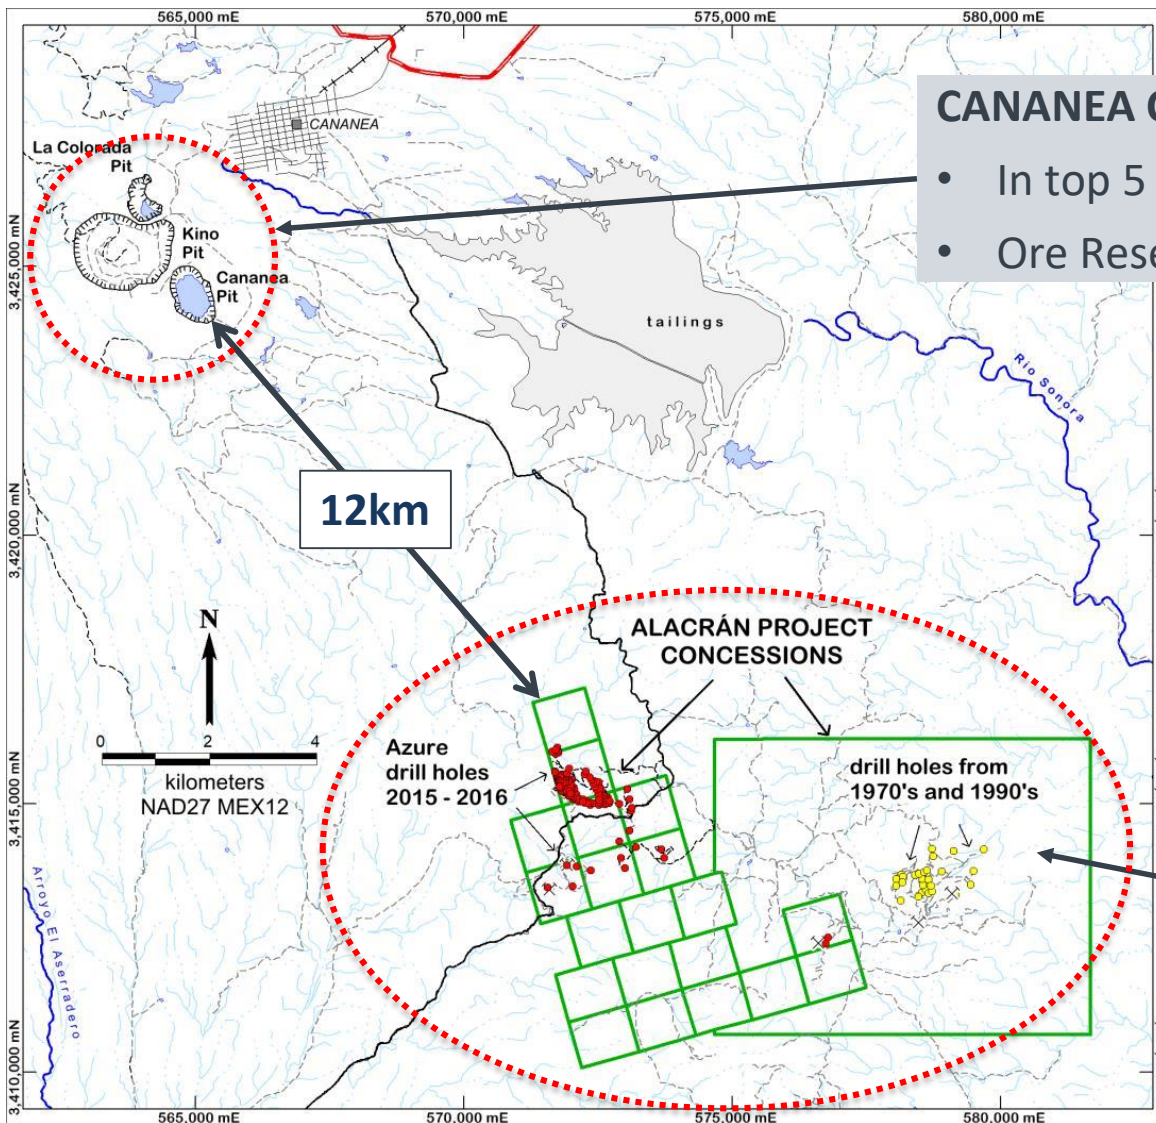 565,000 mE
570,000 mE
575,000 mE
580,000 mE
CANANEA
• In top 5
• Ore Rese
CANANEA
La Colorada
Pit
Kino
Pit
Cananea
Pit
3,425,000 mN
tailings
Rio Sonora
12km
3,420,000 mN
N
0 2 4
kilometers
NAD27 MEX12
ALACRÁN PROJECT
CONCESSIONS
Azure
drill holes
2015 - 2016
drill holes from
1970's and 1990's
3,415,000 mN
Arroyo El Aserradero
3,410,000 mN
565,000 mE
570,000 mE
575,000 mE
580,000 mE